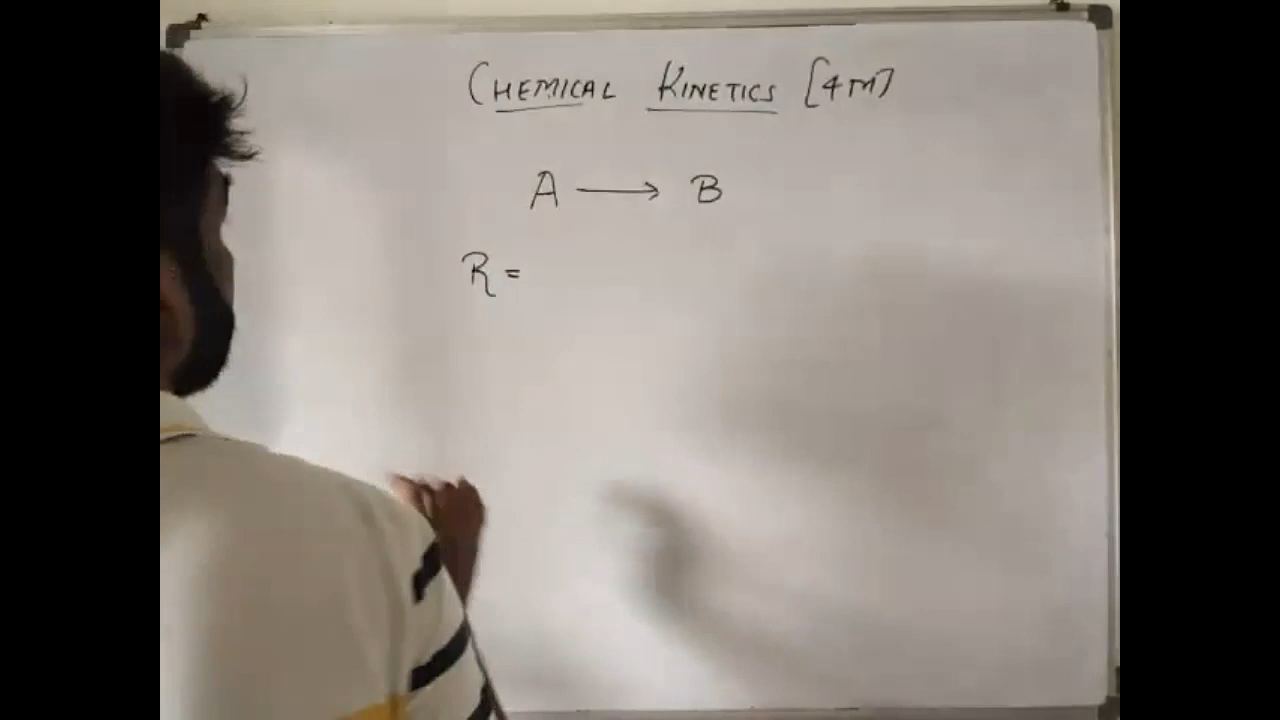 CHEMICAL KINETICS [4M]
A ⟶ B
R =